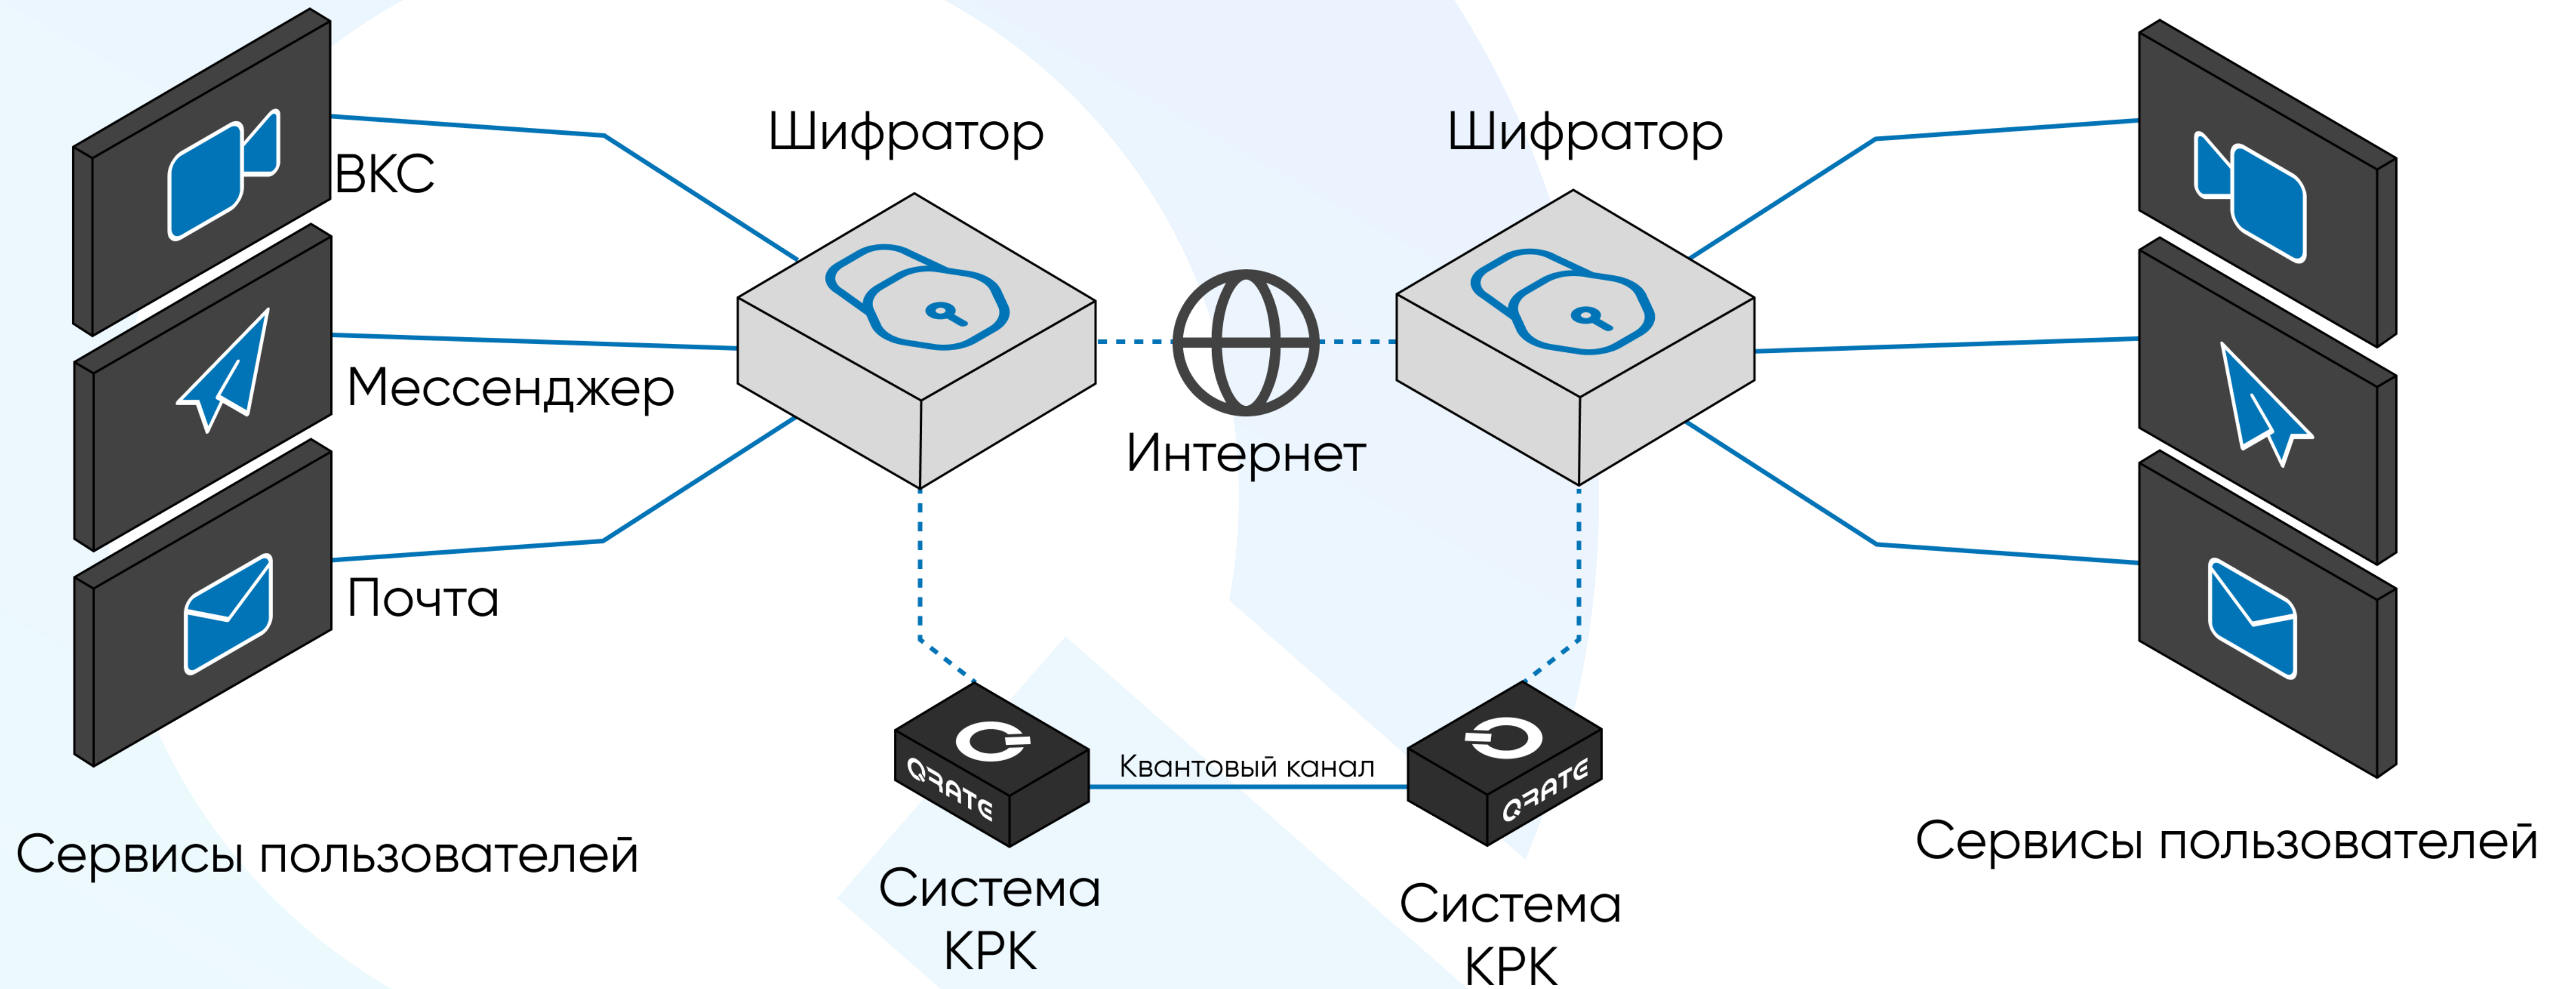 Шифратор
Шифратор
ВКС
Мессенджер
Интернет
Почта
Квантовый канал
QRATE
QRATE
Сервисы пользователей
Сервисы пользователей
Система
КРК
Система
КРК